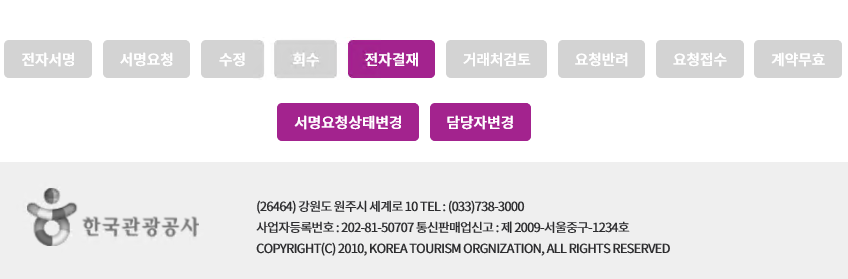 전자서명 서명요청 수정 회수 전자결재 거래처검토 요청반려 요청접수 계약무효
서명요청상태변경 담당자변경
한국관광공사
(26464) 강원도 원주시 세계로 10 TEL : (033)738-3000
사업자등록번호 : 202-81-50707 통신판매업신고 : 제 2009-서울중구-1234호
COPYRIGHT(C) 2010, KOREA TOURISM ORGNIZATION, ALL RIGHTS RESERVED